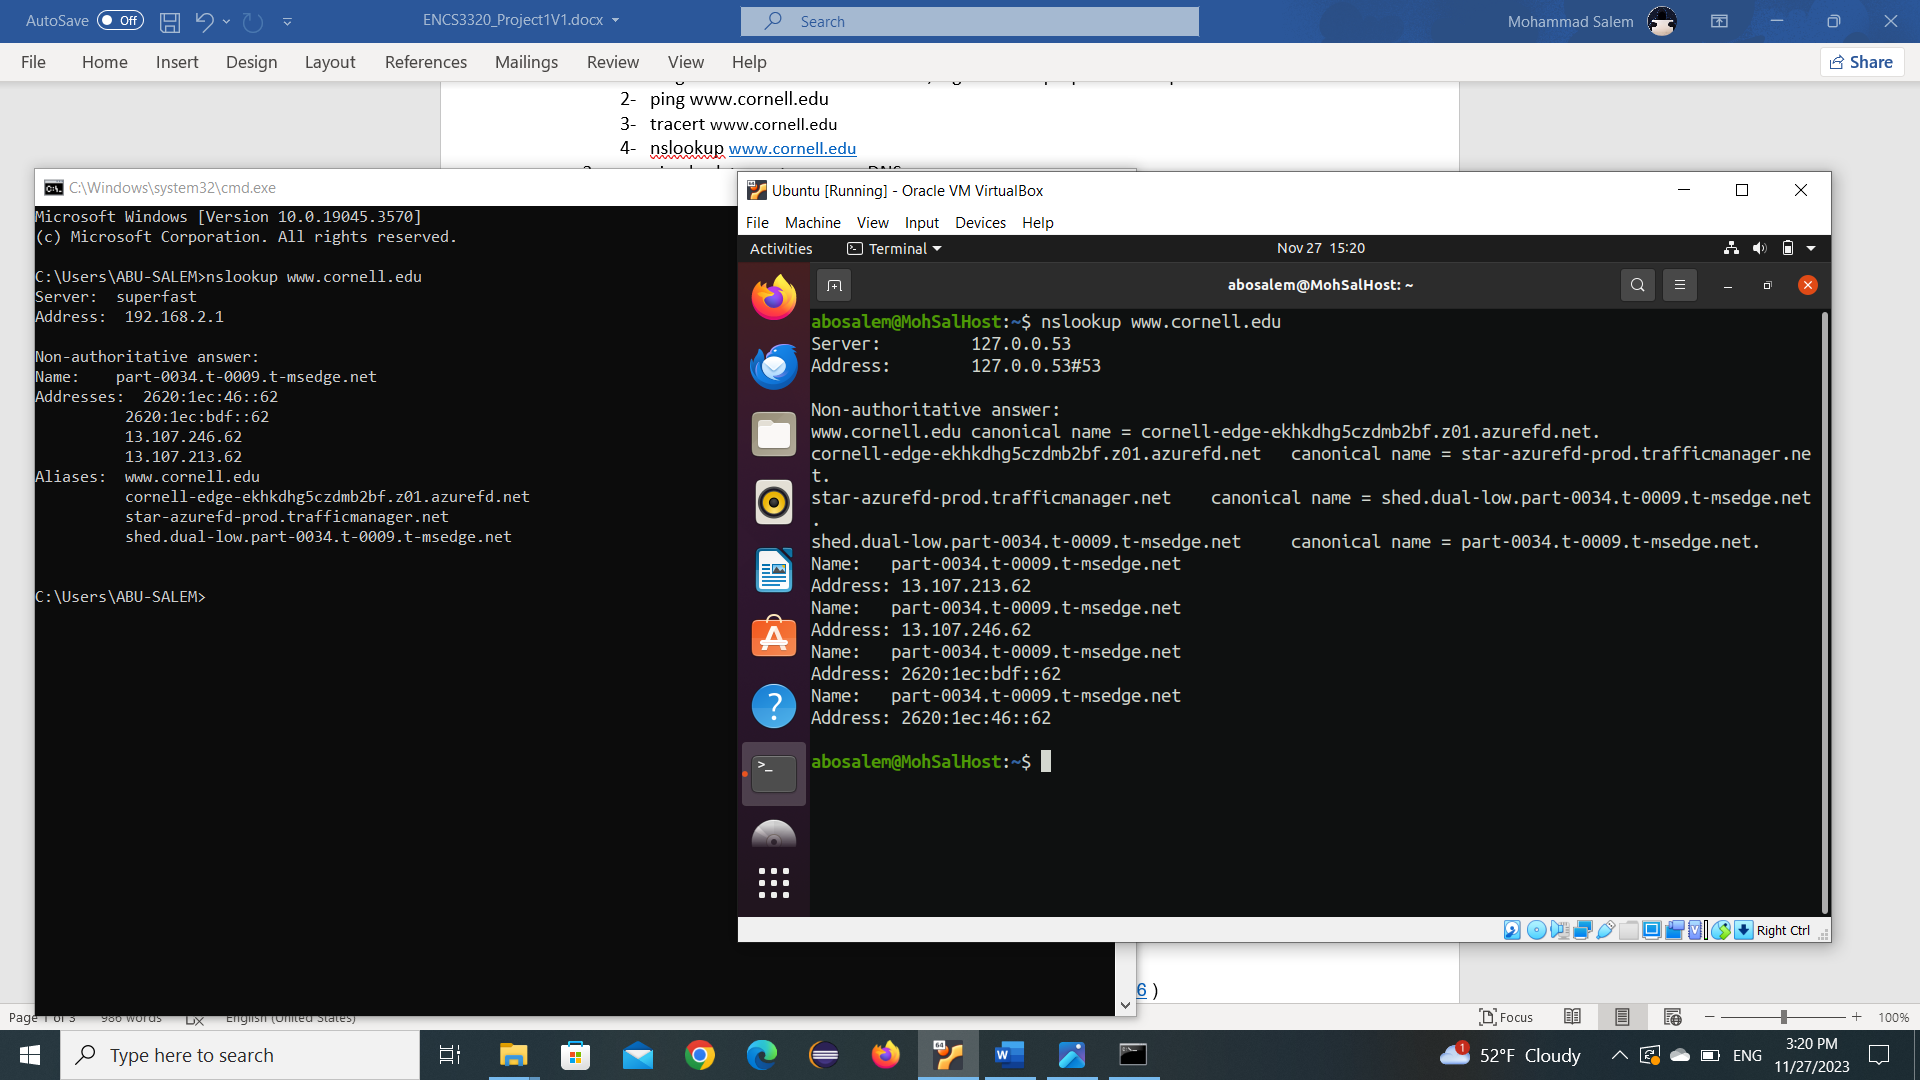 AutoSave Off
ENCS3320_Project1V1.docx
Search
Mohammad Salem
File Home Insert Design Layout References Mailings Review View Help
Share
2- ping www.cornell.edu
3- tracert www.cornell.edu
4- nslookup www.cornell.edu
C:\Windows\system32\cmd.exe
Microsoft Windows [Version 10.0.19045.3570]
(c) Microsoft Corporation. All rights reserved.
C:\Users\ABU-SALEM>nslookup www.cornell.edu
Server: superfast
Address: 192.168.2.1
Non-authoritative answer:
Name: part-0034.t-0009.t-msedge.net
Addresses: 2620:1ec:46::62
2620:1ec:bdf::62
13.107.246.62
13.107.213.62
Aliases: www.cornell.edu
cornell-edge-ekhkdhg5czdmb2bf.z01.azurefd.net
star-azurefd-prod.trafficmanager.net
shed.dual-low.part-0034.t-0009.t-msedge.net
C:\Users\ABU-SALEM>
Ubuntu [Running] - Oracle VM VirtualBox
File Machine View Input Devices Help
Activities Terminal Nov 27 15:20
abosalem@MohSalHost: ~
abosalem@MohSalHost:~$ nslookup www.cornell.edu
Server: 127.0.0.53
Address: 127.0.0.53#53
Non-authoritative answer:
www.cornell.edu canonical name = cornell-edge-ekhkdhg5czdmb2bf.z01.azurefd.net.
cornell-edge-ekhkdhg5czdmb2bf.z01.azurefd.net canonical name = star-azurefd-prod.trafficmanager.ne
t.
star-azurefd-prod.trafficmanager.net canonical name = shed.dual-low.part-0034.t-0009.t-msedge.net
.
shed.dual-low.part-0034.t-0009.t-msedge.net canonical name = part-0034.t-0009.t-msedge.net.
Name: part-0034.t-0009.t-msedge.net
Address: 13.107.213.62
Name: part-0034.t-0009.t-msedge.net
Address: 13.107.246.62
Name: part-0034.t-0009.t-msedge.net
Address: 2620:1ec:bdf::62
Name: part-0034.t-0009.t-msedge.net
Address: 2620:1ec:46::62
abosalem@MohSalHost:~$
Right Ctrl
6 )
Page 1 of 3 986 words English (United States)
Focus
100%
Type here to search
52°F Cloudy
ENG
3:20 PM
11/27/2023